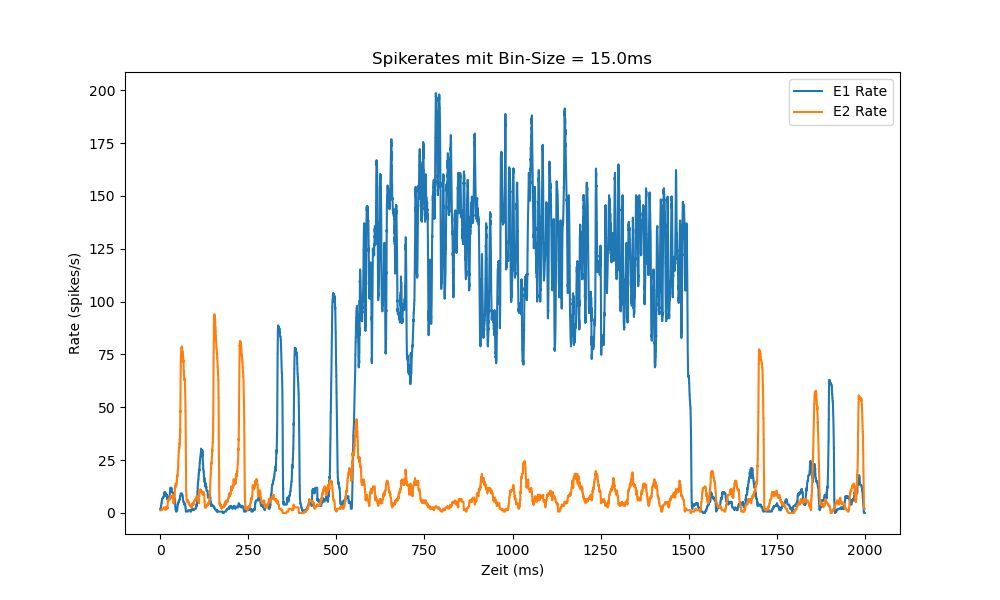 Spikerates mit Bin-Size = 15.0ms
E1 Rate
E2 Rate
200
175
150
125
100
75
50
25
0
Rate (spikes/s)
0 250 500 750 1000 1250 1500 1750 2000
Zeit (ms)